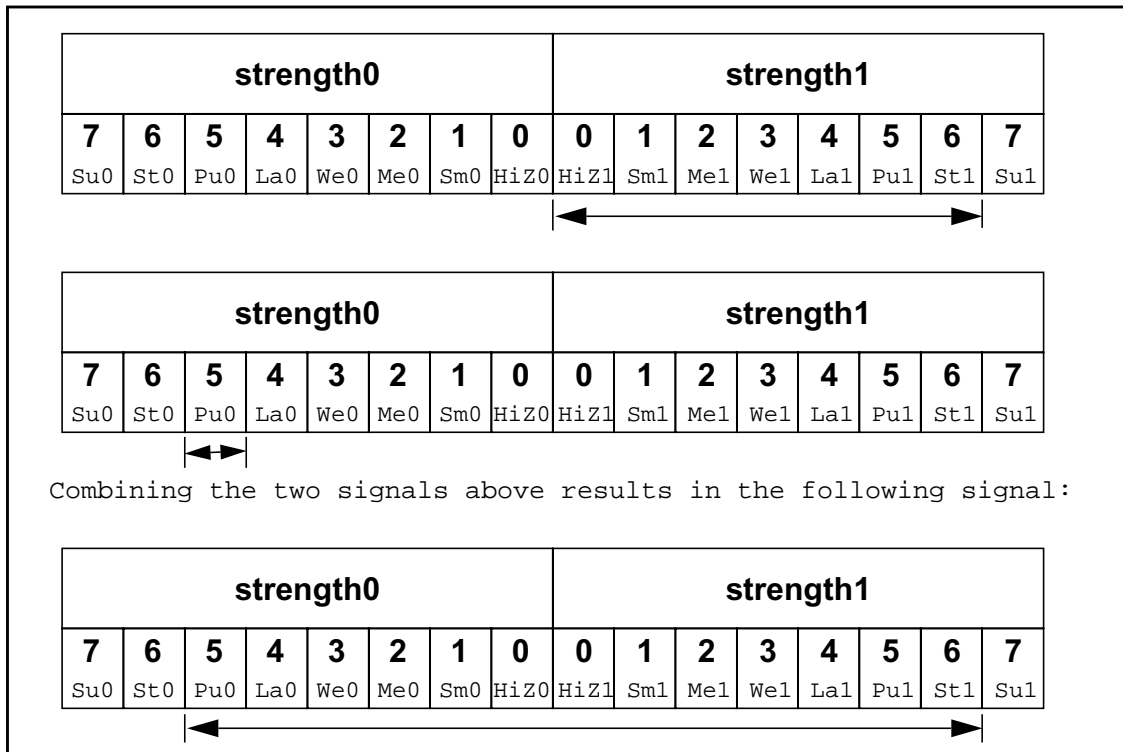 strength0 strength1
7 6 5 4 3 2 1 0 0 1 2 3 4 5 6 7
Su0 St0 Pu0 La0 We0 Me0 Sm0 HiZ0 HiZ1 Sm1 Me1 We1 La1 Pu1 St1 Su1
strength0 strength1
7 6 5 4 3 2 1 0 0 1 2 3 4 5 6 7
Su0 St0 Pu0 La0 We0 Me0 Sm0 HiZ0 HiZ1 Sm1 Me1 We1 La1 Pu1 St1 Su1
Combining the two signals above results in the following signal:
strength0 strength1
7 6 5 4 3 2 1 0 0 1 2 3 4 5 6 7
Su0 St0 Pu0 La0 We0 Me0 Sm0 HiZ0 HiZ1 Sm1 Me1 We1 La1 Pu1 St1 Su1